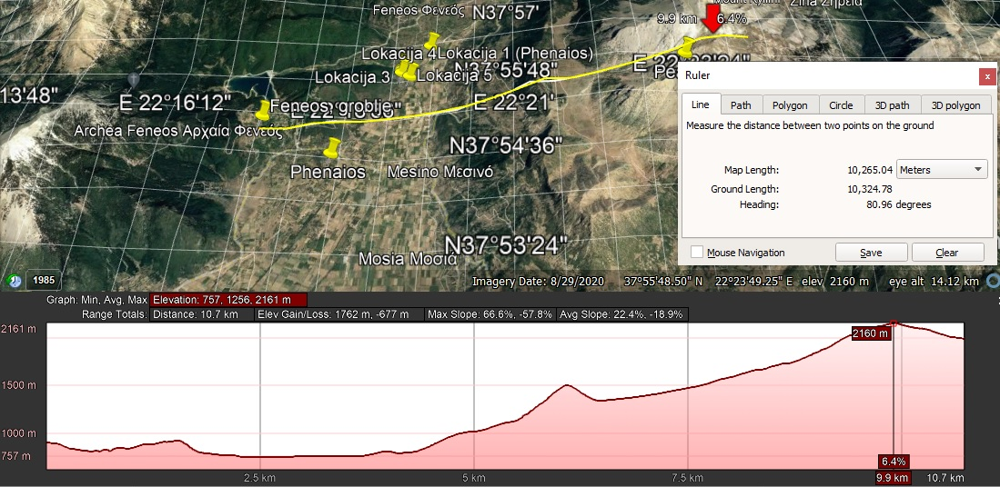 Feneos Φενεός
N37°57'
Mount Kyllini
Ziria Ζήρεια
9.9 km
6.4%
Lokacija 4
Lokacija 1 (Phenaios)
Lokacija 3
Lokacija 5
N37°55'48"
E 22°23'24"
Pe
13'48"
E 22°16'12"
Feneos, groblje
E 22°18'36"
E 22°21'
Archea Feneos Αρχαία Φενεός
N37°54'36"
Phenaios
Mesino Μεσινό
Mosia Μοσιά
N37°53'24"
Ruler
x
Line
Path
Polygon
Circle
3D path
3D polygon
Measure the distance between two points on the ground
Map Length: 10,265.04 Meters
Ground Length: 10,324.78
Heading: 80.96 degrees
Mouse Navigation
Save
Clear
1985
Imagery Date: 8/29/2020 37°55'48.50" N 22°23'49.25" E elev 2160 m eye alt 14.12 km
Graph: Min, Avg, Max Elevation: 757, 1256, 2161 m
Range Totals: Distance: 10.7 km Elev Gain/Loss: 1762 m, -677 m Max Slope: 66.6%, -57.8% Avg Slope: 22.4%, -18.9%
2161 m
2160 m
1500 m
1000 m
757 m
6.4%
2.5 km
5 km
7.5 km
9.9 km
10.7 km